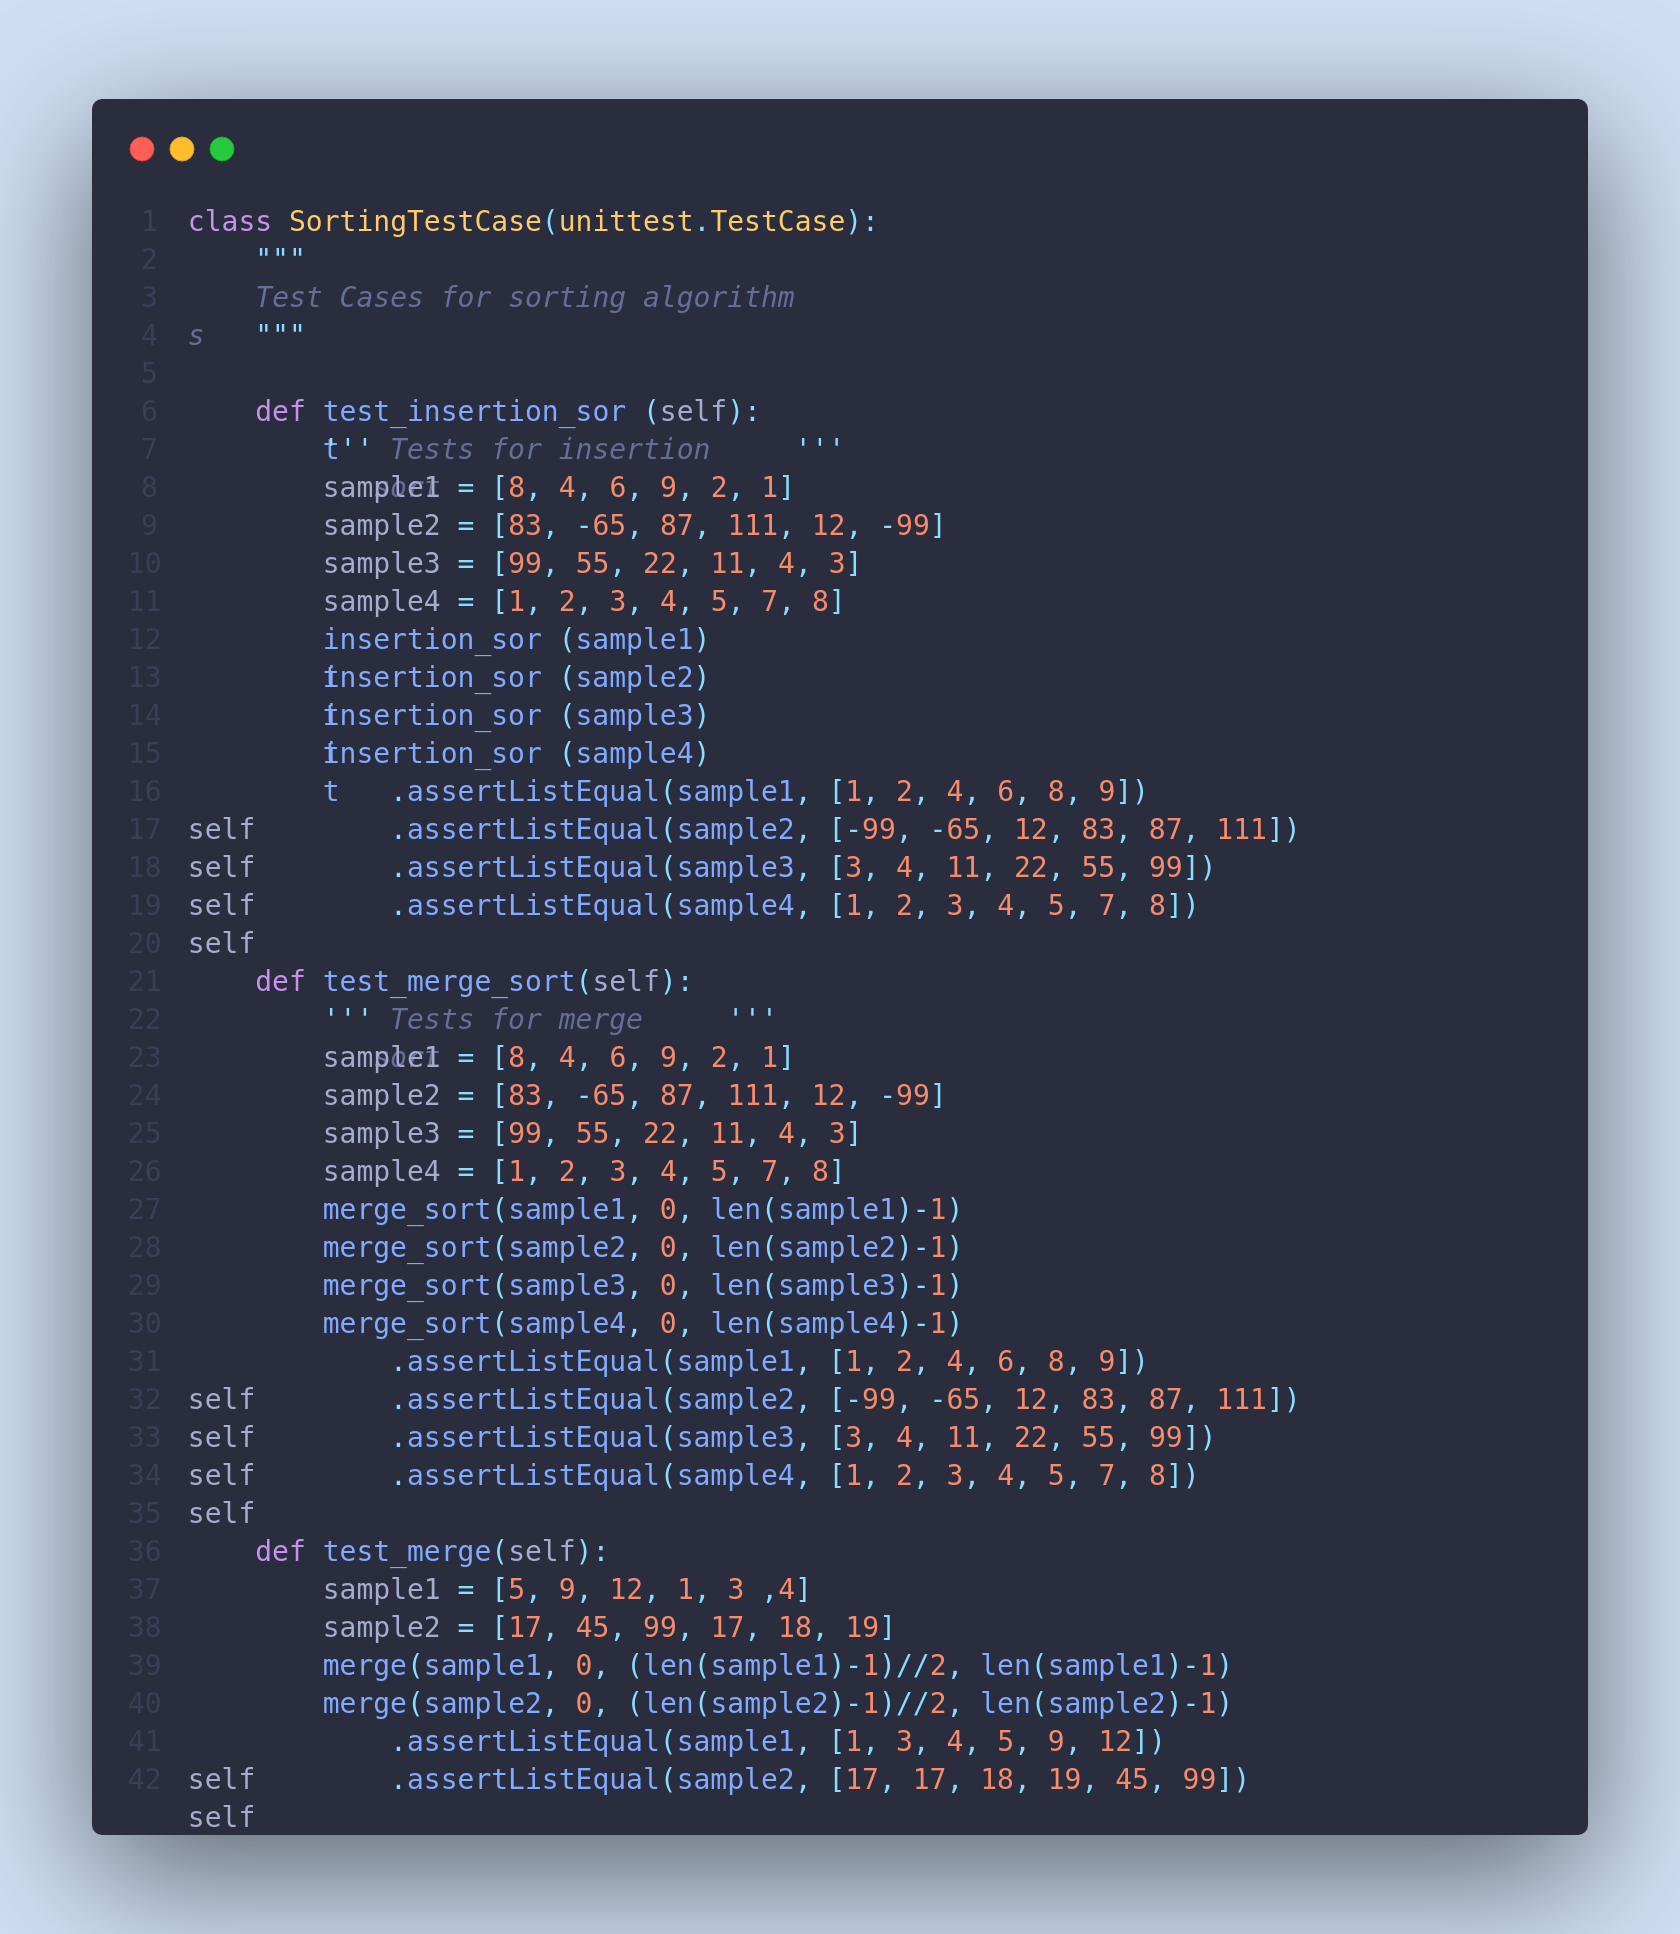 1 class SortingTestCase(unittest.TestCase):
2     """
3     Test Cases for sorting algorithm
4 s   """
5
6     def test_insertion_sor (self):
7         t''' Tests for insertion     '''
8         sample1 sort = [8, 4, 6, 9, 2, 1]
9         sample2 = [83, -65, 87, 111, 12, -99]
10         sample3 = [99, 55, 22, 11, 4, 3]
11         sample4 = [1, 2, 3, 4, 5, 7, 8]
12         insertion_sor (sample1)
13         t insertion_sor (sample2)
14         t insertion_sor (sample3)
15         t insertion_sor (sample4)
16         t   .assertListEqual(sample1, [1, 2, 4, 6, 8, 9])
17 self        .assertListEqual(sample2, [-99, -65, 12, 83, 87, 111])
18 self        .assertListEqual(sample3, [3, 4, 11, 22, 55, 99])
19 self        .assertListEqual(sample4, [1, 2, 3, 4, 5, 7, 8])
20 self
21     def test_merge_sort(self):
22         ''' Tests for merge     '''
23         sample1 sort = [8, 4, 6, 9, 2, 1]
24         sample2 = [83, -65, 87, 111, 12, -99]
25         sample3 = [99, 55, 22, 11, 4, 3]
26         sample4 = [1, 2, 3, 4, 5, 7, 8]
27         merge_sort(sample1, 0, len(sample1)-1)
28         merge_sort(sample2, 0, len(sample2)-1)
29         merge_sort(sample3, 0, len(sample3)-1)
30         merge_sort(sample4, 0, len(sample4)-1)
31             .assertListEqual(sample1, [1, 2, 4, 6, 8, 9])
32 self        .assertListEqual(sample2, [-99, -65, 12, 83, 87, 111])
33 self        .assertListEqual(sample3, [3, 4, 11, 22, 55, 99])
34 self        .assertListEqual(sample4, [1, 2, 3, 4, 5, 7, 8])
35 self
36     def test_merge(self):
37         sample1 = [5, 9, 12, 1, 3 ,4]
38         sample2 = [17, 45, 99, 17, 18, 19]
39         merge(sample1, 0, (len(sample1)-1)//2, len(sample1)-1)
40         merge(sample2, 0, (len(sample2)-1)//2, len(sample2)-1)
41             .assertListEqual(sample1, [1, 3, 4, 5, 9, 12])
42 self        .assertListEqual(sample2, [17, 17, 18, 19, 45, 99])
self